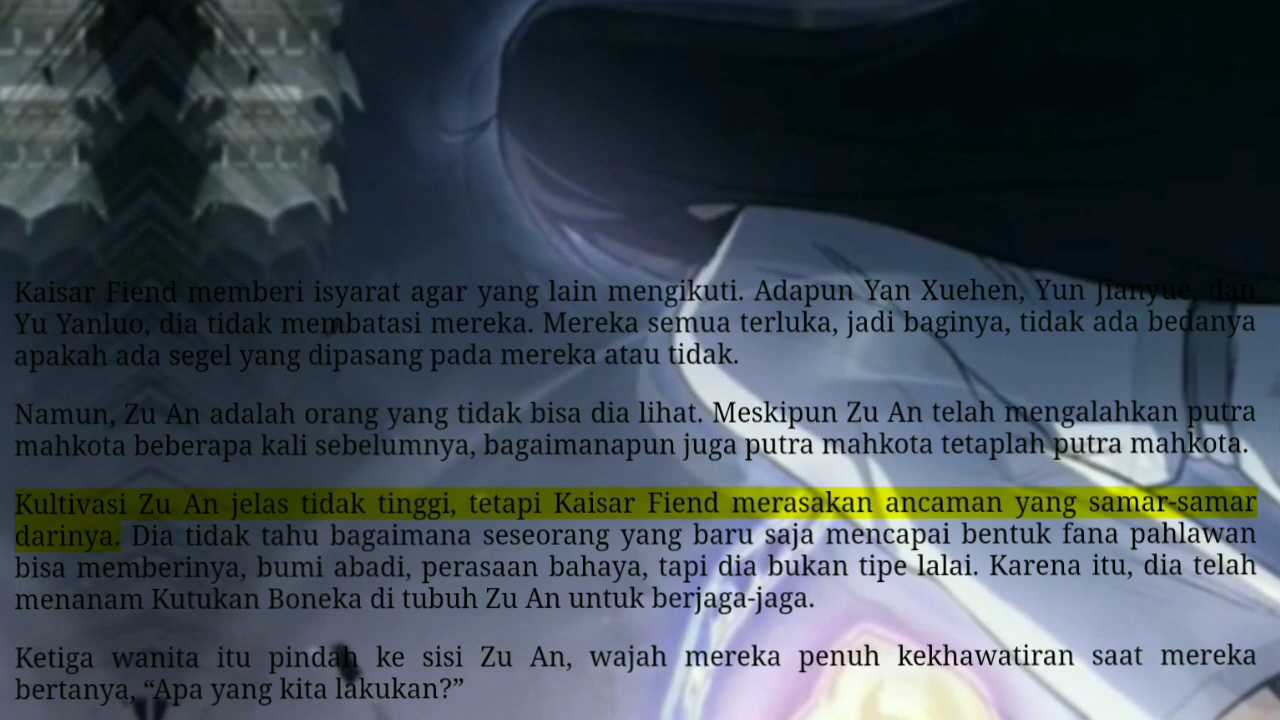 Kaisar Fiend memberi isyarat agar yang lain mengikuti. Adapun Yan Xuehen, Yun Jianyue, dan
Yu Yanluo, dia tidak membatasi mereka. Mereka semua terluka, jadi baginya, tidak ada bedanya
apakah ada segel yang dipasang pada mereka atau tidak.
Namun, Zu An adalah orang yang tidak bisa dia lihat. Meskipun Zu An telah mengalahkan putra
mahkota beberapa kali sebelumnya, bagaimanapun juga putra mahkota tetaplah putra mahkota.
Kultivasi Zu An jelas tidak tinggi, tetapi Kaisar Fiend merasakan ancaman yang samar-samar
darinya. Dia tidak tahu bagaimana seseorang yang baru saja mencapai bentuk fana pahlawan
bisa memberinya, bumi abadi, perasaan bahaya, tapi dia bukan tipe lalai. Karena itu, dia telah
menanam Kutukan Boneka di tubuh Zu An untuk berjaga-jaga.
Ketiga wanita itu pindah ke sisi Zu An, wajah mereka penuh kekhawatiran saat mereka
bertanya, “Apa yang kita lakukan?”